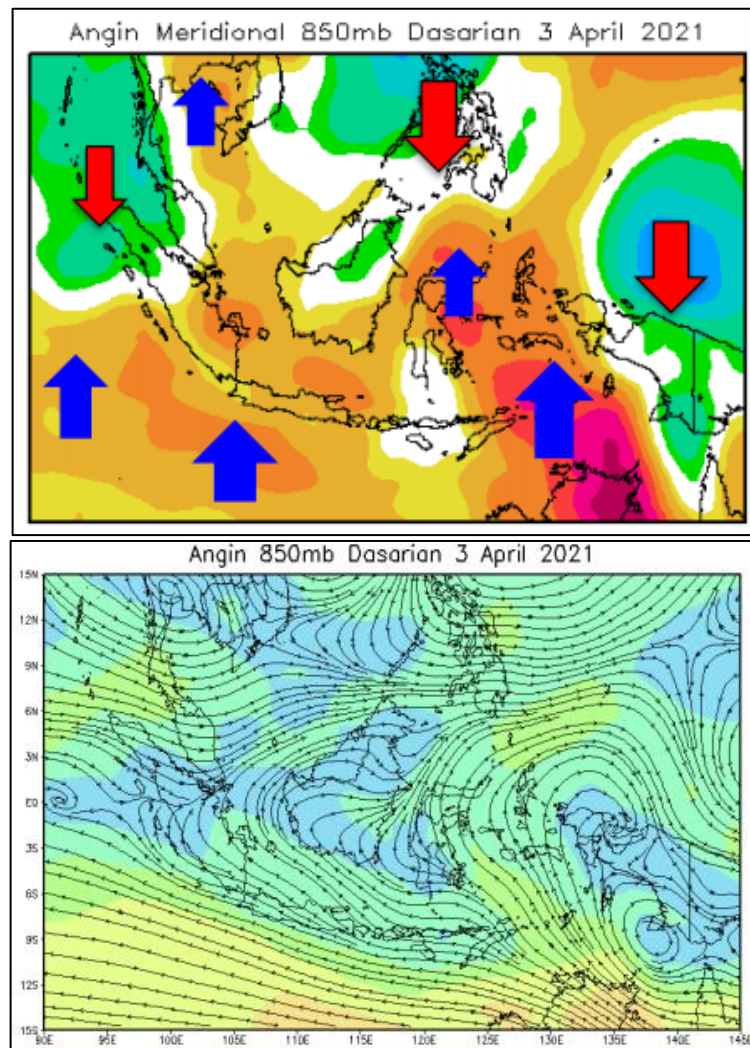 Angin Meridional 850mb Dasarian 3 April 2021
Angin 850mb Dasarian 3 April 2021
15N
12N
9N
6N
3N
EQ
3S
6S
9S
12S
15S
90E 95E 100E 105E 110E 115E 120E 125E 130E 135E 140E 145E